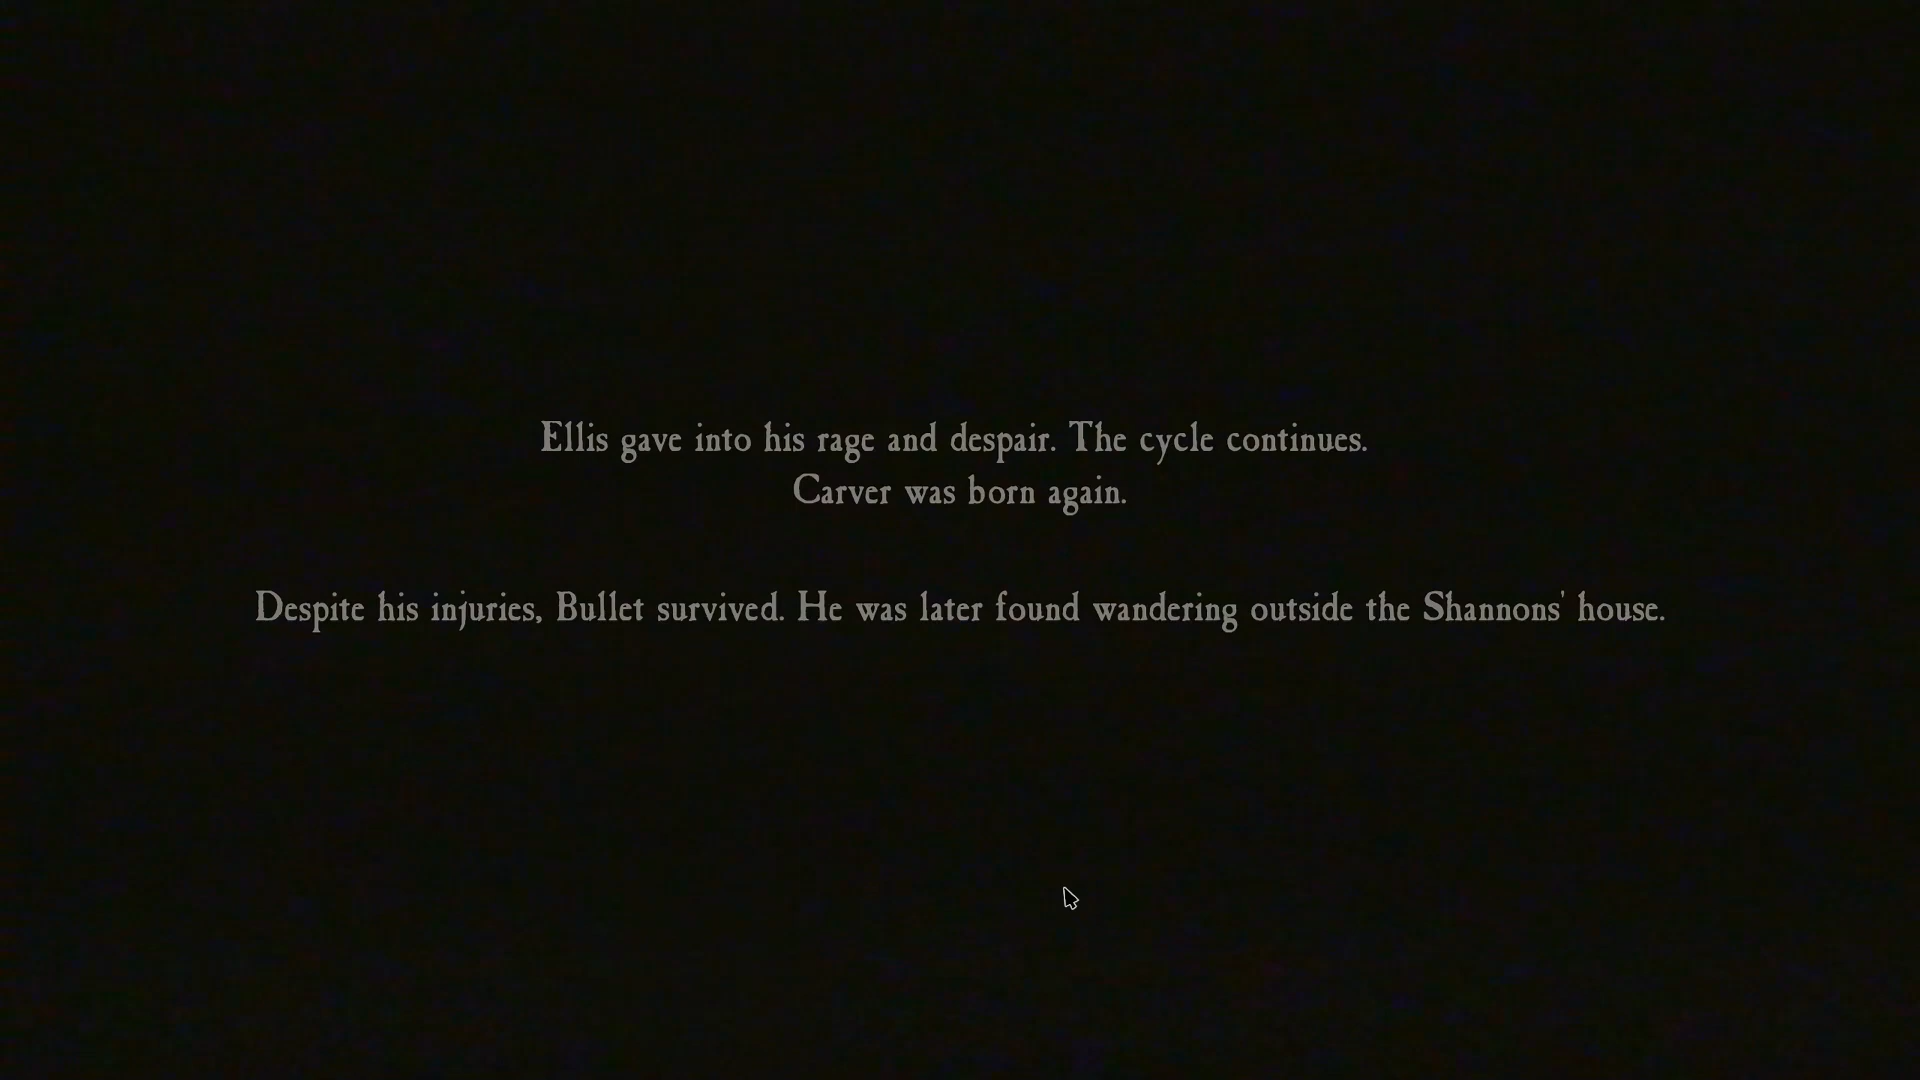 Ellis gave into his rage and despair. The cycle continues.
Carver was born again.
Despite his injuries, Bullet survived. He was later found wandering outside the Shannons' house.